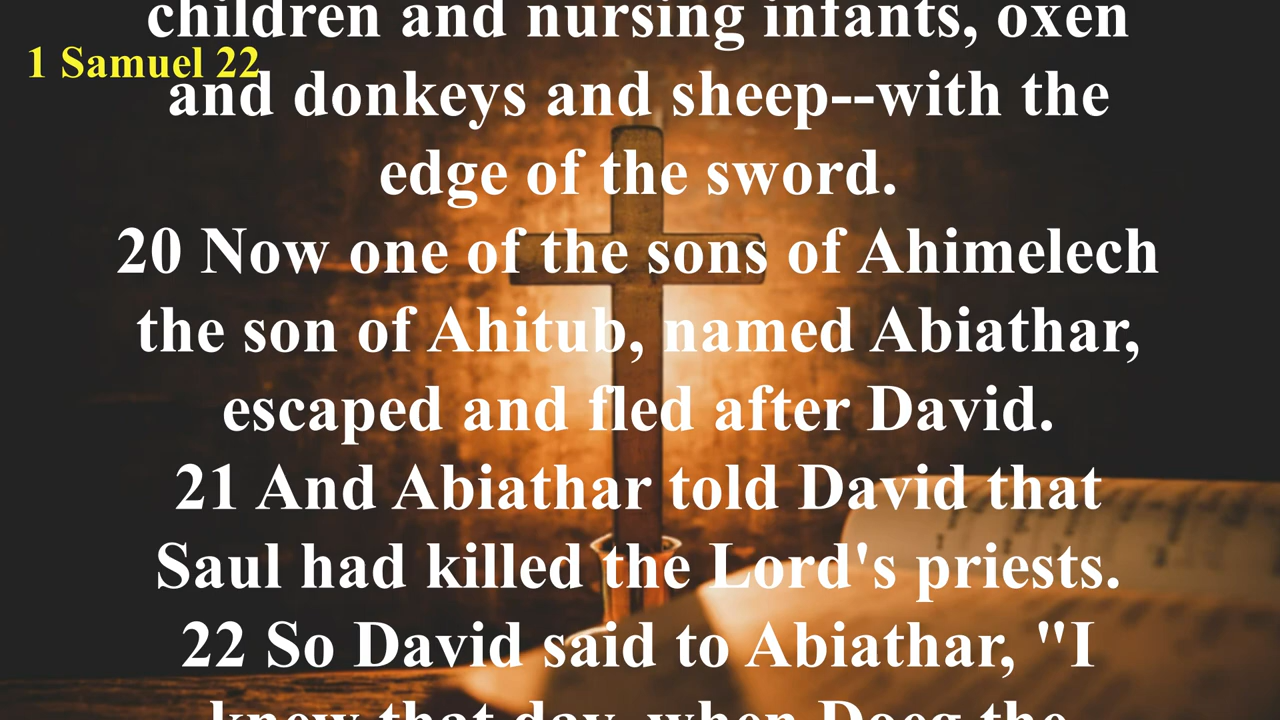 children and nursing infants, oxen
1 Samuel 22
and donkeys and sheep--with the
edge of the sword.
20 Now one of the sons of Ahimelech
the son of Ahitub, named Abiathar,
escaped and fled after David.
21 And Abiathar told David that
Saul had killed the Lord's priests.
22 So David said to Abiathar, "I
knew that day, when Doeg the